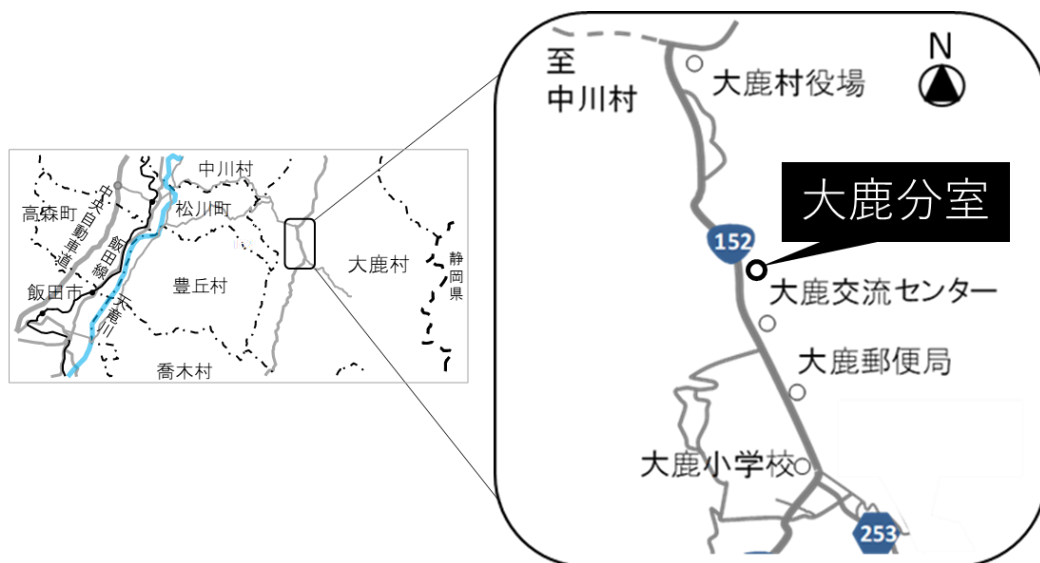 中川村
松川町
高森町
中央自動車道
飯田線
飯田市
天竜川
豊丘村
喬木村
大鹿村
静岡県
至
中川村
大鹿村役場
N
大鹿分室
152
大鹿交流センター
大鹿郵便局
大鹿小学校
253